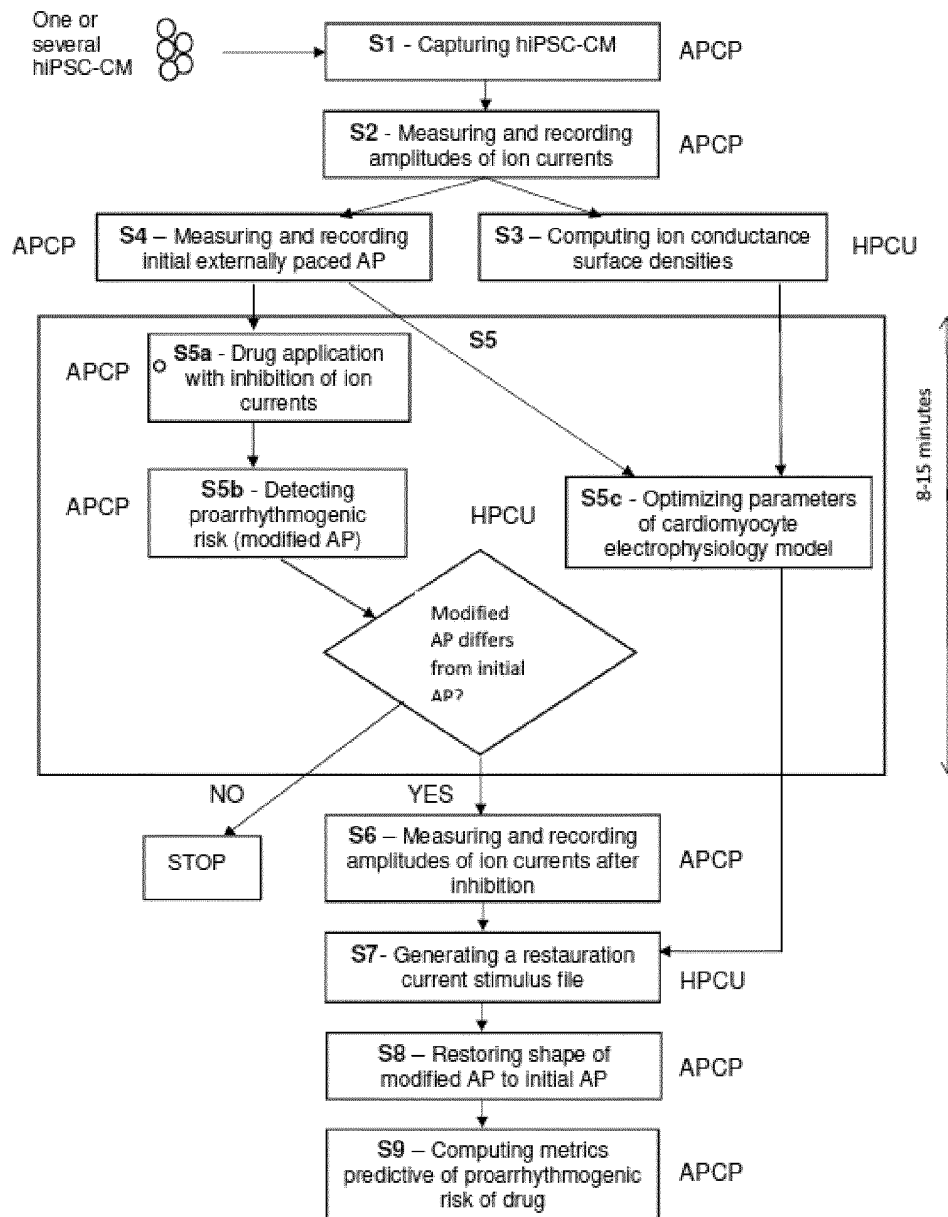 One or
several
hiPSC-CM
S1 - Capturing hiPSC-CM
APCP
S2 - Measuring and recording
amplitudes of ion currents
APCP
APCP
S4 – Measuring and recording
initial externally paced AP
S3 – Computing ion conductance
surface densities
HPCU
S5
APCP
S5a - Drug application
with inhibition of ion
currents
8-15 minutes
APCP
S5b - Detecting
proarrhythmogenic
risk (modified AP)
HPCU
S5c - Optimizing parameters
of cardiomyocyte
electrophysiology model
Modified
AP differs
from initial
AP?
NO
YES
STOP
S6 – Measuring and recording
amplitudes of ion currents after
inhibition
APCP
S7- Generating a restauration
current stimulus file
HPCU
S8 – Restoring shape of
modified AP to initial AP
APCP
S9 – Computing metrics
predictive of proarrhythmogenic
risk of drug
APCP